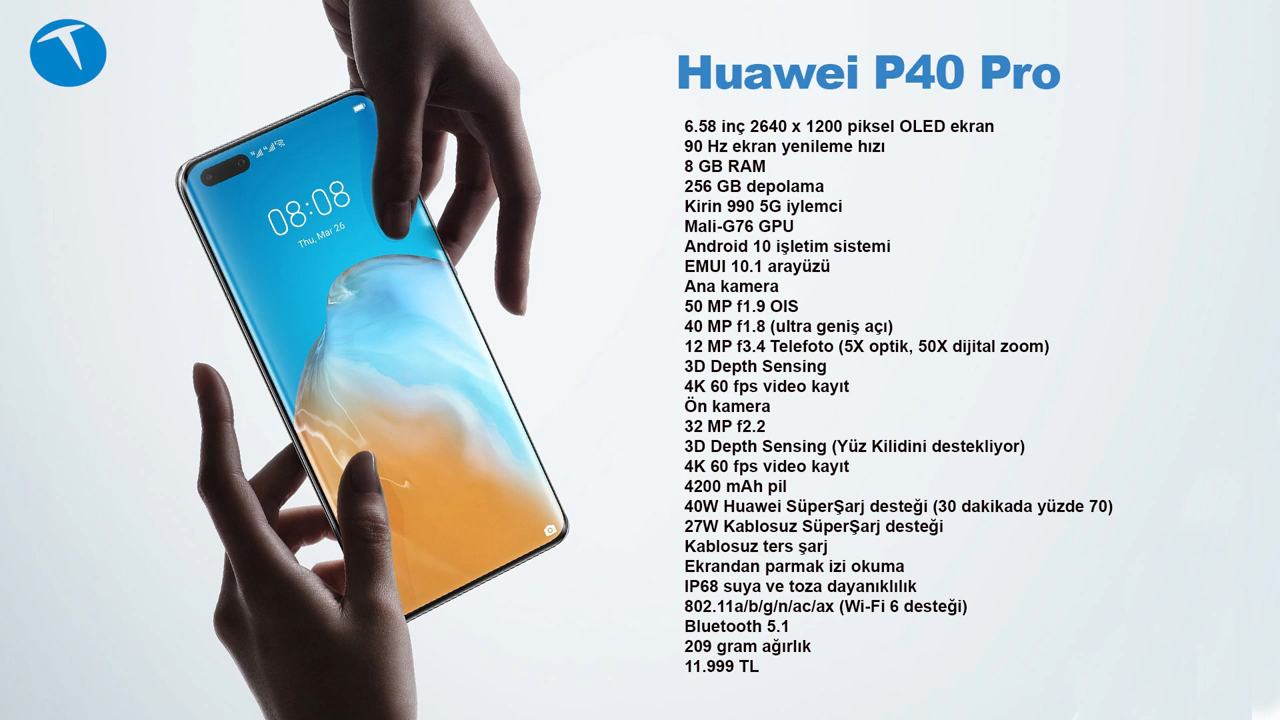 Huawei P40 Pro
08:08
Thu, Mar 26
6.58 inç 2640 x 1200 piksel OLED ekran
90 Hz ekran yenileme hızı
8 GB RAM
256 GB depolama
Kirin 990 5G iylemci
Mali-G76 GPU
Android 10 işletim sistemi
EMUI 10.1 arayüzü
Ana kamera
50 MP f1.9 OIS
40 MP f1.8 (ultra geniş açı)
12 MP f3.4 Telefoto (5X optik, 50X dijital zoom)
3D Depth Sensing
4K 60 fps video kayıt
Ön kamera
32 MP f2.2
3D Depth Sensing (Yüz Kilidini destekliyor)
4K 60 fps video kayıt
4200 mAh pil
40W Huawei SüperŞarj desteği (30 dakikada yüzde 70)
27W Kablosuz SüperŞarj desteği
Kablosuz ters şarj
Ekrandan parmak izi okuma
IP68 suya ve toza dayanıklılık
802.11a/b/g/n/ac/ax (Wi-Fi 6 desteği)
Bluetooth 5.1
209 gram ağırlık
11.999 TL